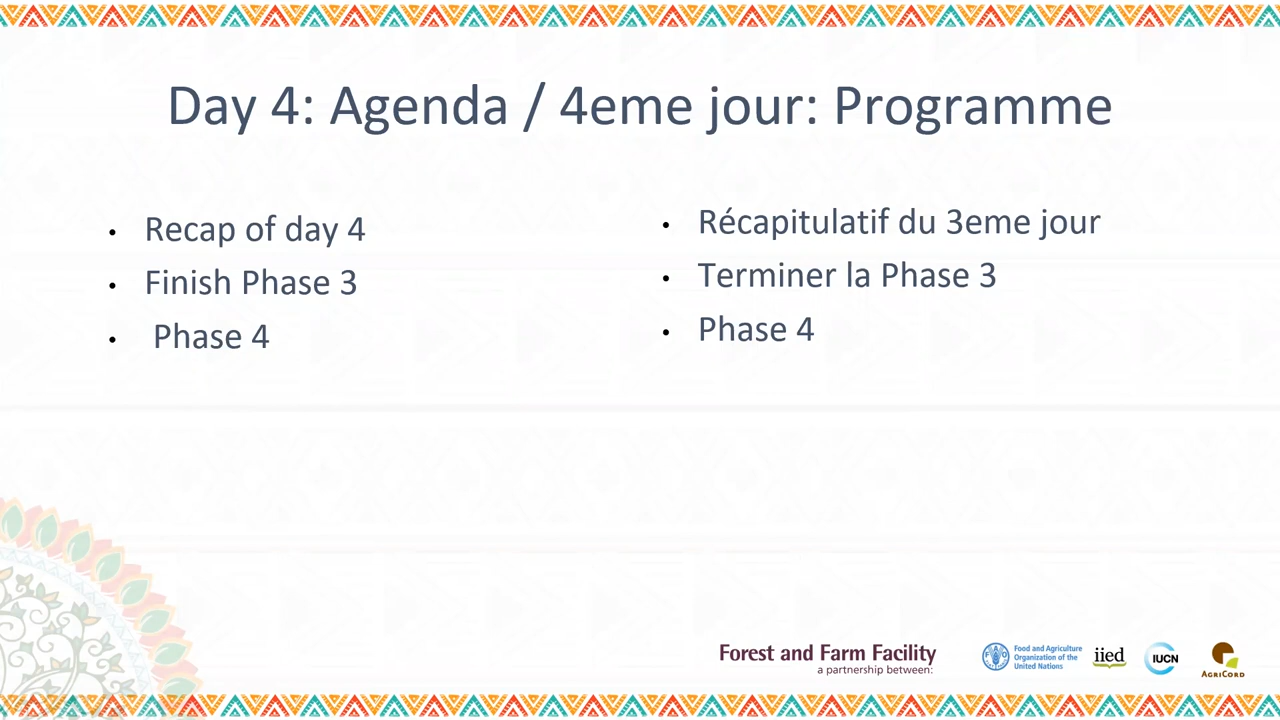 Day 4: Agenda / 4eme jour: Programme
• Recap of day 4
• Finish Phase 3
• Phase 4
• Récapitulatif du 3eme jour
• Terminer la Phase 3
• Phase 4
Forest and Farm Facility
a partnership between:
Food and Agriculture
Organization of the
United Nations
iied
IUCN
AGRICORD